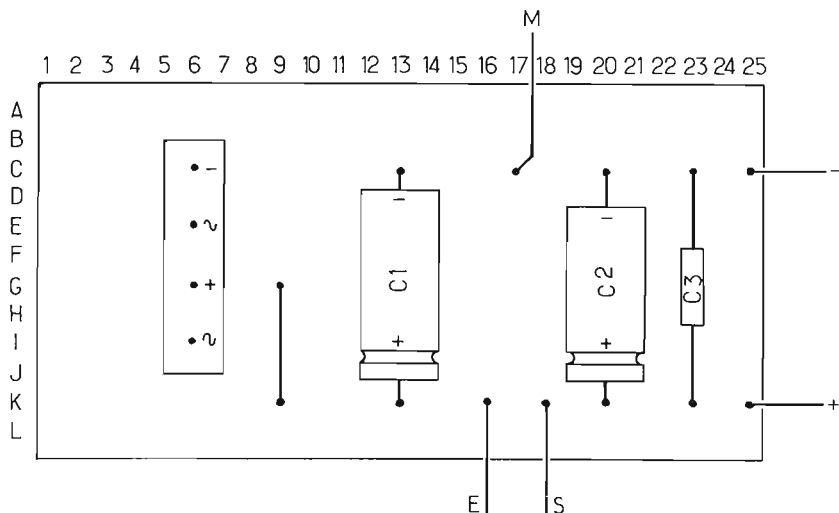 M
1 2 3 4 5 6 7 8 9 10 11 12 13 14 15 16 17 18 19 20 21 22 23 24 25
A
B
C - - - -
D
E ~
F
G + C1 C2 C3
H
I ~ + +
J
K +
L
E S